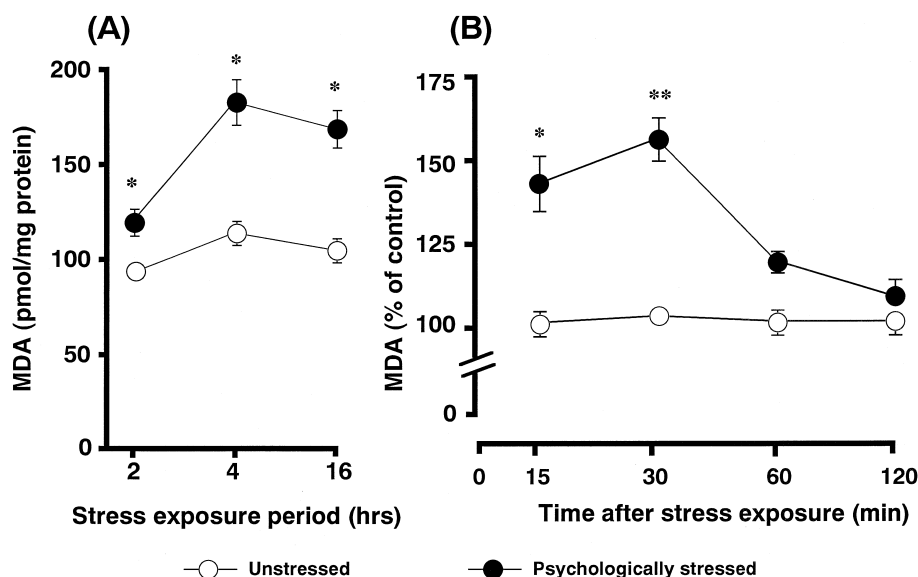 (A)
MDA (pmol/mg protein)
200
150
100
50
0
*
*
*
2 4 16
Stress exposure period (hrs)
(B)
MDA (% of control)
175
150
125
100
0
*
**
0 15 30 60 120
Time after stress exposure (min)
Unstressed
Psychologically stressed